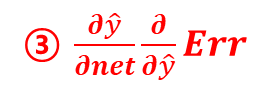 ③ ∂ŷ/∂net ∂/∂ŷ Err